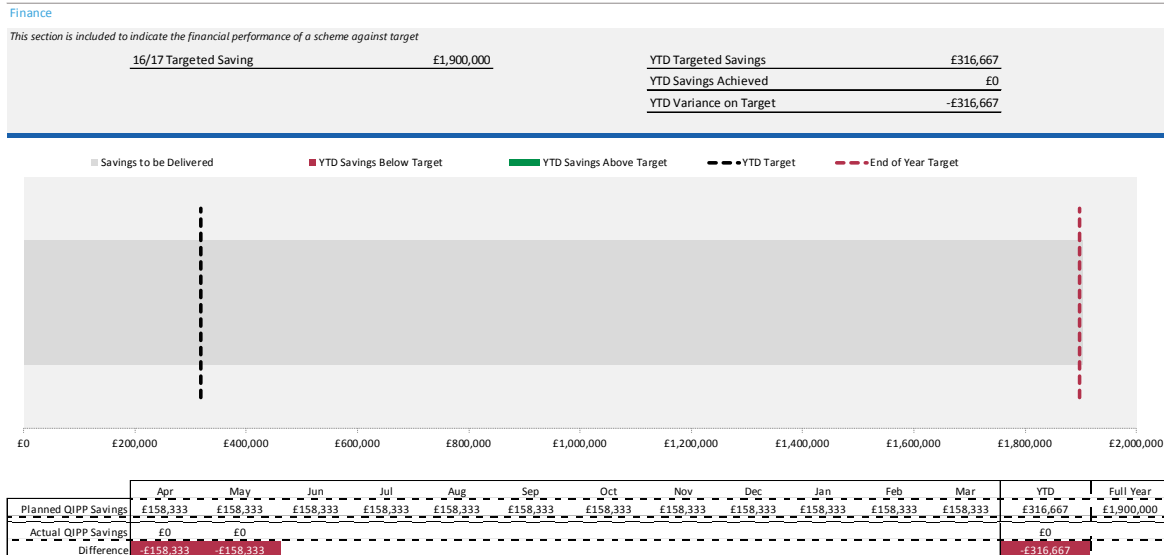 Finance
This section is included to indicate the financial performance of a scheme against target
16/17 Targeted Saving £1,900,000 YTD Targeted Savings £316,667
YTD Savings Achieved £0
YTD Variance on Target -£316,667
Savings to be Delivered YTD Savings Below Target YTD Savings Above Target YTD Target End of Year Target
£0 £200,000 £400,000 £600,000 £800,000 £1,000,000 £1,200,000 £1,400,000 £1,600,000 £1,800,000 £2,000,000
Apr May Jun Jul Aug Sep Oct Nov Dec Jan Feb Mar YTD Full Year
Planned QIPP Savings £158,333 £158,333 £158,333 £158,333 £158,333 £158,333 £158,333 £158,333 £158,333 £158,333 £158,333 £158,333 £316,667 £1,900,000
Actual QIPP Savings £0 £0 £0
Difference -£158,333 -£158,333 -£316,667